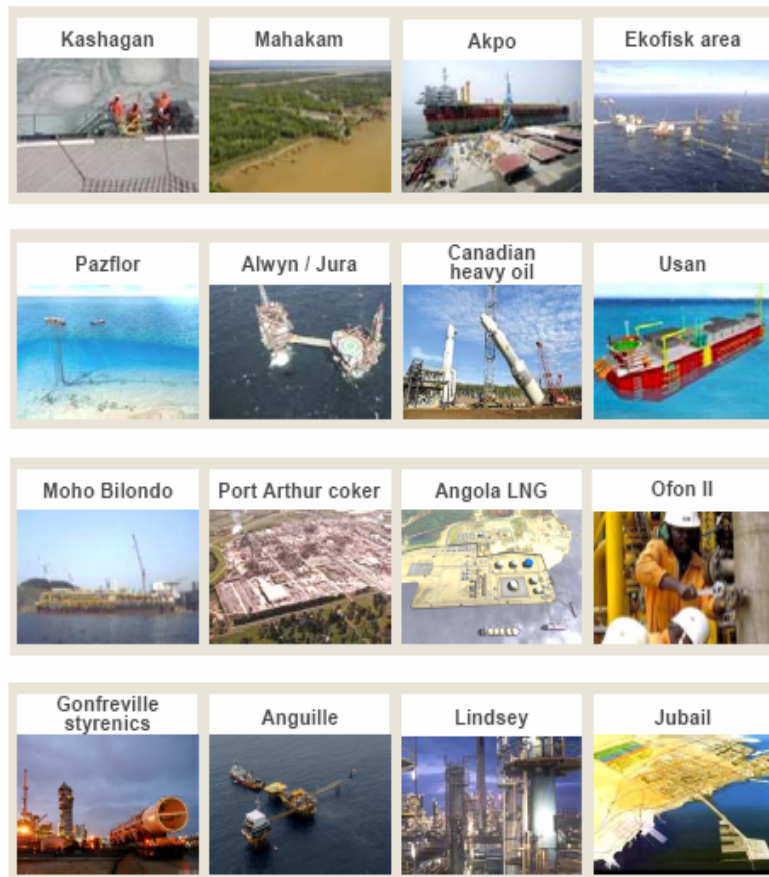 Kashagan
Mahakam
Akpo
Ekofisk area
Pazflor
Alwyn / Jura
Canadian
heavy oil
Usan
Moho Bilondo
Port Arthur coker
Angola LNG
Ofon II
Gonfreville
styrenics
Anguille
Lindsey
Jubail